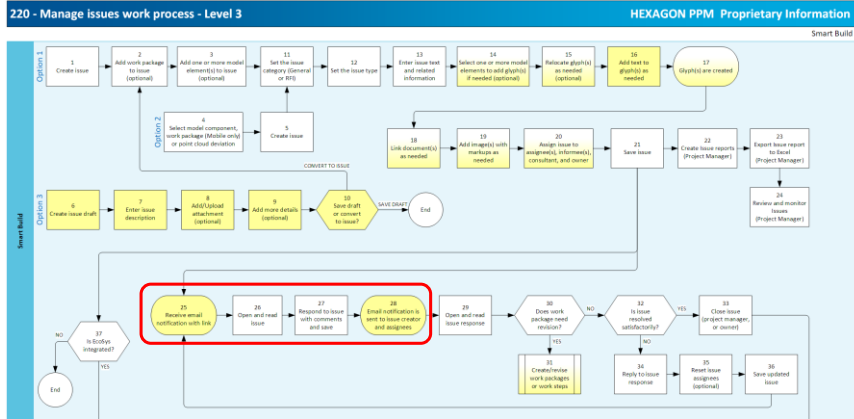 220 - Manage issues work process - Level 3
HEXAGON PPM Proprietary Information
Smart Build
Smart Build
Option 1
1
Create issue
2
Add work package
to issue
(optional)
3
Add one or more model
element(s) to issue
(optional)
11
Set the issue
category (General
or RFI)
12
Set the issue type
13
Enter issue text
and related
information
14
Select one or more model
elements to add glyph(s)
if needed (optional)
15
Relocate glyph(s)
as needed
(optional)
16
Add text to
glyph(s) as
needed
17
Glyph(s) are created
Option 2
4
Select model component,
work package (Mobile only)
or point cloud deviation
5
Create issue
18
Link document(s)
as needed
19
Add image(s) with
markups as
needed
20
Assign issue to
assignee(s), informee(s),
consultant, and owner
21
Save issue
22
Create issue reports
(Project Manager)
23
Export issue report
to Excel
(Project Manager)
24
Review and monitor
issues
(Project Manager)
CONVERT TO ISSUE
Option 3
6
Create issue draft
7
Enter issue
description
8
Add/Upload
attachment
(optional)
9
Add more details
(optional)
10
Save draft
or convert
to issue?
SAVE DRAFT
End
25
Receive email
notification with link
26
Open and read
issue
27
Respond to issue
with comments
and save
28
Email notification is
sent to issue creator
and assignees
29
Open and read
issue response
30
Does work
package need
revision?
NO
YES
31
Create/revise
work packages
or work steps
32
Is issue
resolved
satisfactorily?
YES
NO
33
Close issue
(project manager,
or owner)
34
Reply to issue
response
35
Reset issue
assignees
(optional)
36
Save updated
issue
37
Is EcoSys
integrated?
NO
YES
End